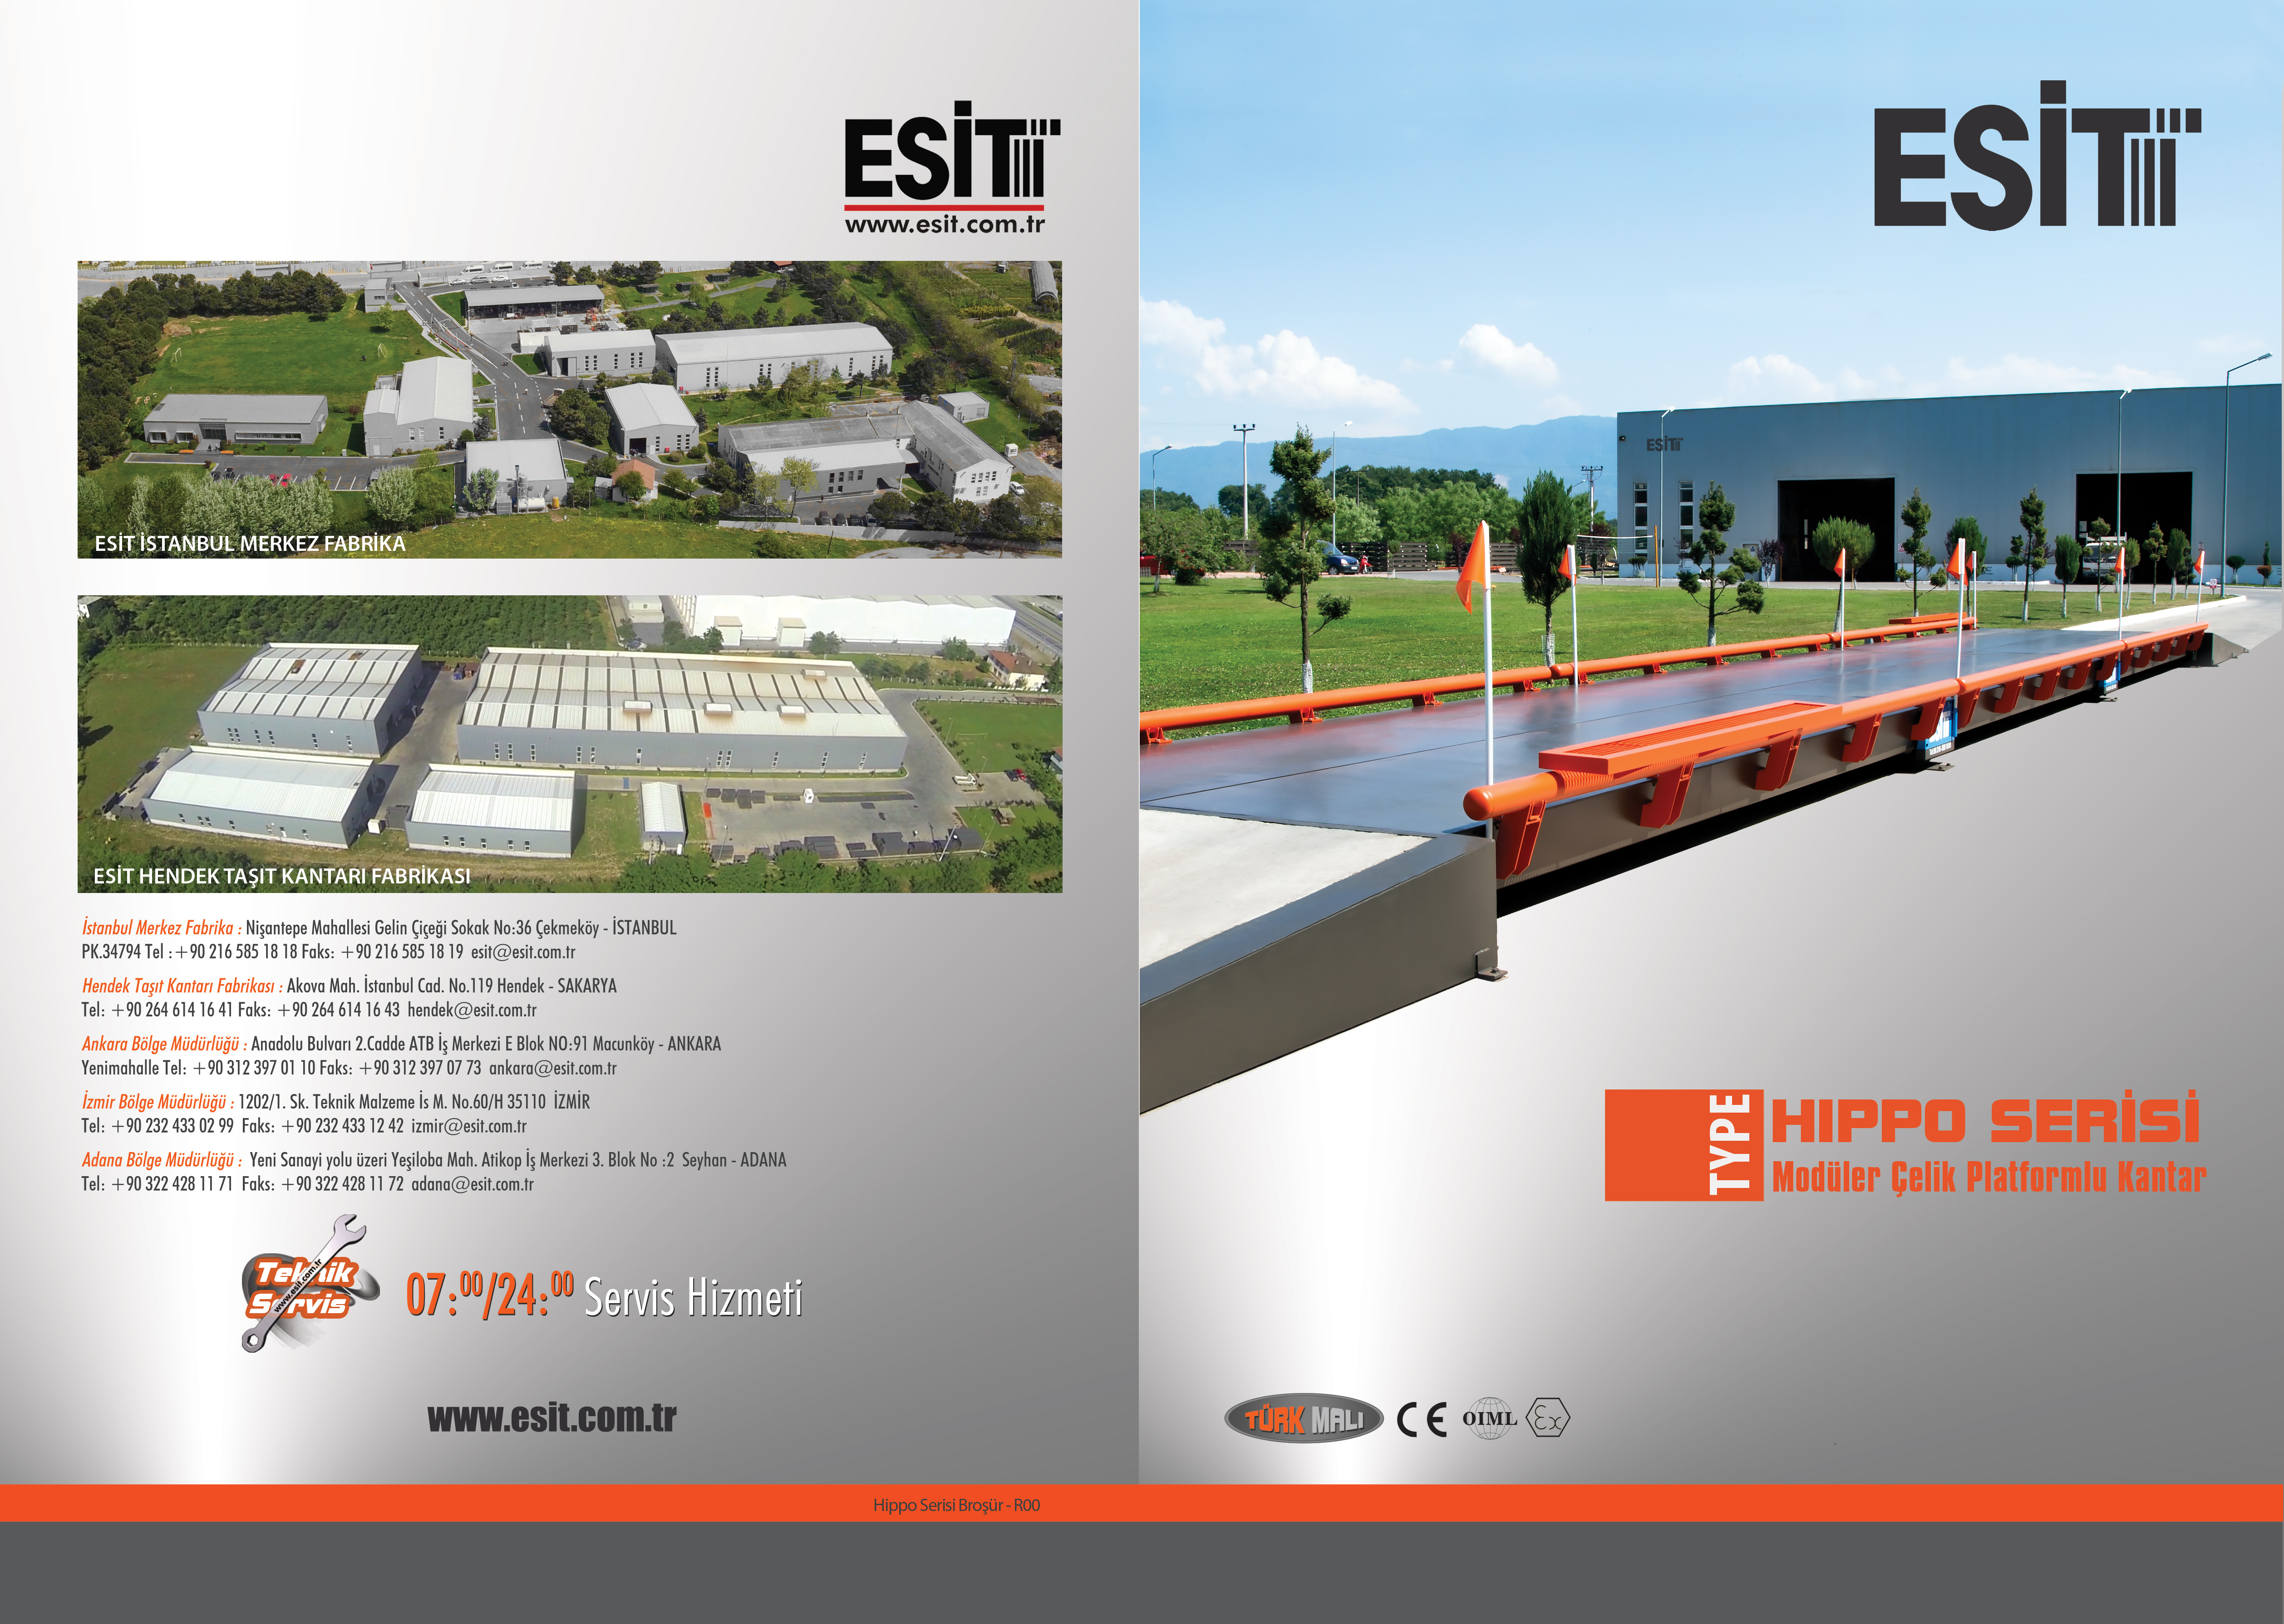 ESİT
www.esit.com.tr
ESİT İSTANBUL MERKEZ FABRİKA
ESİT HENDEK TAŞIT KANTARI FABRİKASI
İstanbul Merkez Fabrika : Nişantepe Mahallesi Gelin Çiçeği Sokak No:36 Çekmeköy - İSTANBUL
PK.34794 Tel :+90 216 585 18 18 Faks: +90 216 585 18 19 esit@esit.com.tr
Hendek Taşıt Kantarı Fabrikası : Akova Mah. İstanbul Cad. No.119 Hendek - SAKARYA
Tel: +90 264 614 16 41 Faks: +90 264 614 16 43 hendek@esit.com.tr
Ankara Bölge Müdürlüğü : Anadolu Bulvarı 2.Cadde ATB İş Merkezi E Blok NO:91 Macunköy - ANKARA
Yenimahalle Tel: +90 312 397 01 10 Faks: +90 312 397 07 73 ankara@esit.com.tr
İzmir Bölge Müdürlüğü : 1202/1. Sk. Teknik Malzeme İs M. No.60/H 35110 İZMİR
Tel: +90 232 433 02 99 Faks: +90 232 433 12 42 izmir@esit.com.tr
Adana Bölge Müdürlüğü : Yeni Sanayi yolu üzeri Yeşiloba Mah. Atikop İş Merkezi 3. Blok No :2 Seyhan - ADANA
Tel: +90 322 428 11 71 Faks: +90 322 428 11 72 adana@esit.com.tr
Teknik
Servis
www.esit.com.tr
07:00/24:00 Servis Hizmeti
www.esit.com.tr
Hippo Serisi Broşür - R00
ESİT
ESİT
TYPE
HIPPO SERİSİ
Modüler Çelik Platformlu Kantar
TÜRK MALI
CE
OIML
Ex